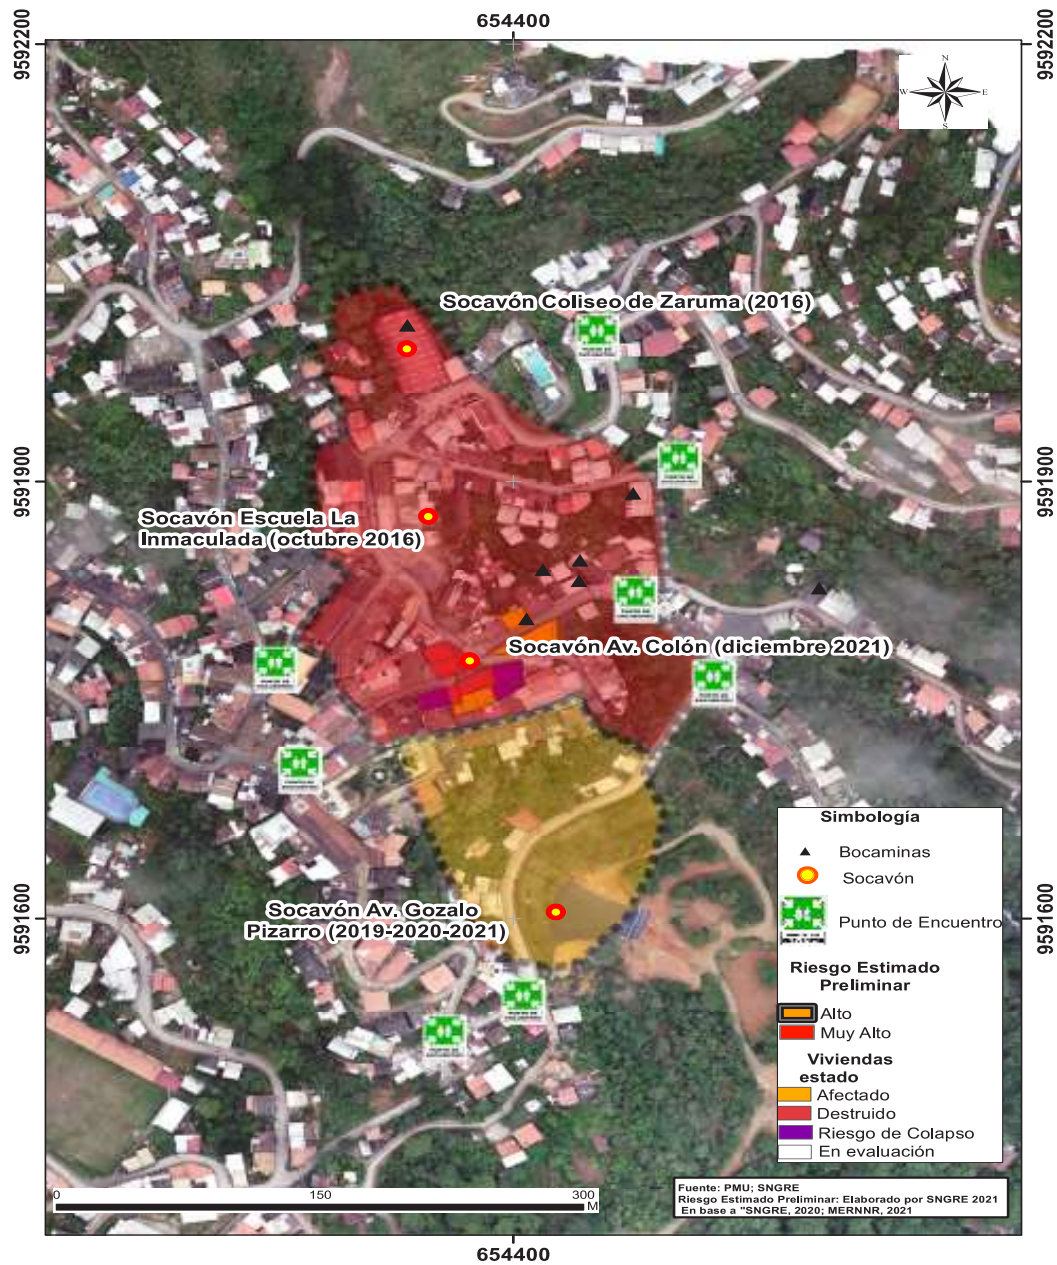 654400
9592200
9592200
N
W
E
S
Socavón Coliseo de Zaruma (2016)
9591900
9591900
Socavón Escuela La
Inmaculada (octubre 2016)
Socavón Av. Colón (diciembre 2021)
Socavón Av. Gozalo
Pizarro (2019-2020-2021)
9591600
9591600
Simbología
Bocaminas
Socavón
Punto de Encuentro
Riesgo Estimado
Preliminar
Alto
Muy Alto
Viviendas
estado
Afectado
Destruido
Riesgo de Colapso
En evaluación
0
150
300
M
Fuente: PMU; SNGRE
Riesgo Estimado Preliminar: Elaborado por SNGRE 2021
En base a "SNGRE, 2020; MERNNR, 2021
654400